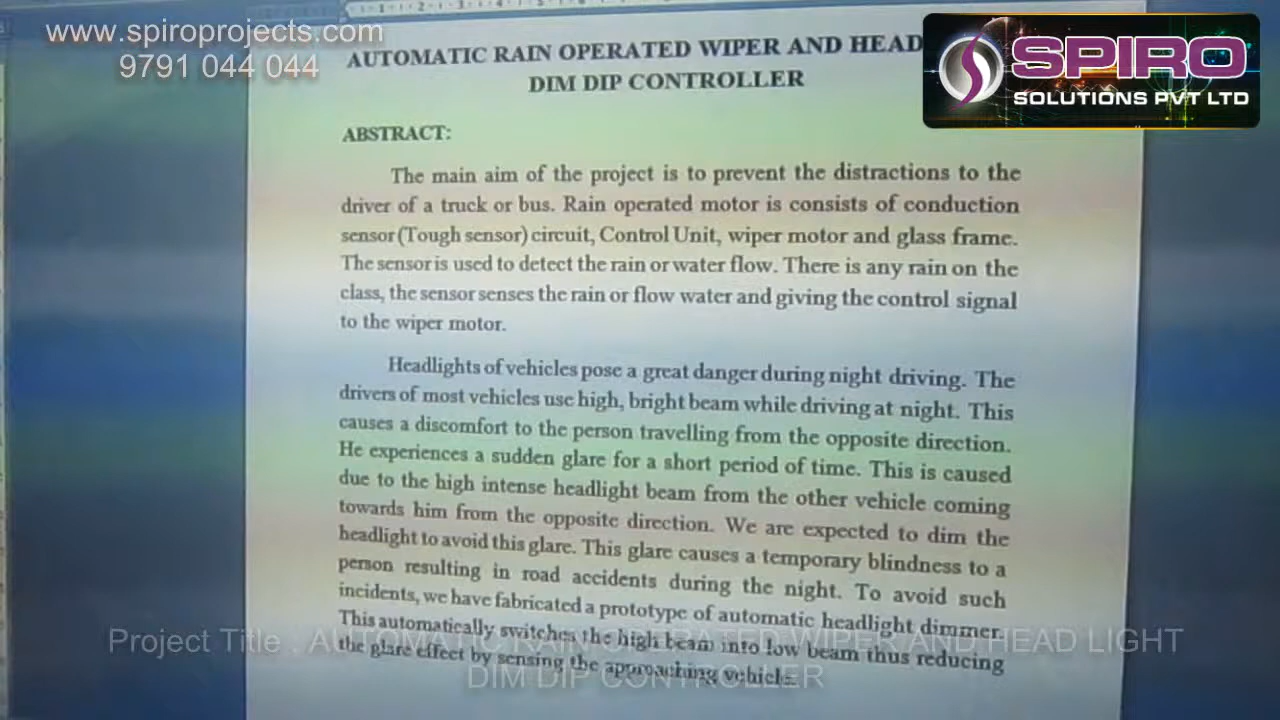 www.spiroprojects.com
9791 044 044
SPIRO
SOLUTIONS PVT LTD
AUTOMATIC RAIN OPERATED WIPER AND HEAD
DIM DIP CONTROLLER
ABSTRACT:
The main aim of the project is to prevent the distractions to the
driver of a truck or bus. Rain operated motor is consists of conduction
sensor (Tough sensor) circuit, Control Unit, wiper motor and glass frame.
The sensor is used to detect the rain or water flow. There is any rain on the
class, the sensor senses the rain or flow water and giving the control signal
to the wiper motor.
Headlights of vehicles pose a great danger during night driving. The
drivers of most vehicles use high, bright beam while driving at night. This
causes a discomfort to the person travelling from the opposite direction.
He experiences a sudden glare for a short period of time. This is caused
due to the high intense headlight beam from the other vehicle coming
towards him from the opposite direction. We are expected to dim the
headlight to avoid this glare. This glare causes a temporary blindness to a
person resulting in road accidents during the night. To avoid such
incidents, we have fabricated a prototype of automatic headlight dimmer.
This automatically switches the high beam into low beam thus reducing
the glare effect by sensing the approaching vehicle.
Project Title : AUTOMATIC RAIN OPERATED WIPER AND HEAD LIGHT
DIM DIP CONTROLLER